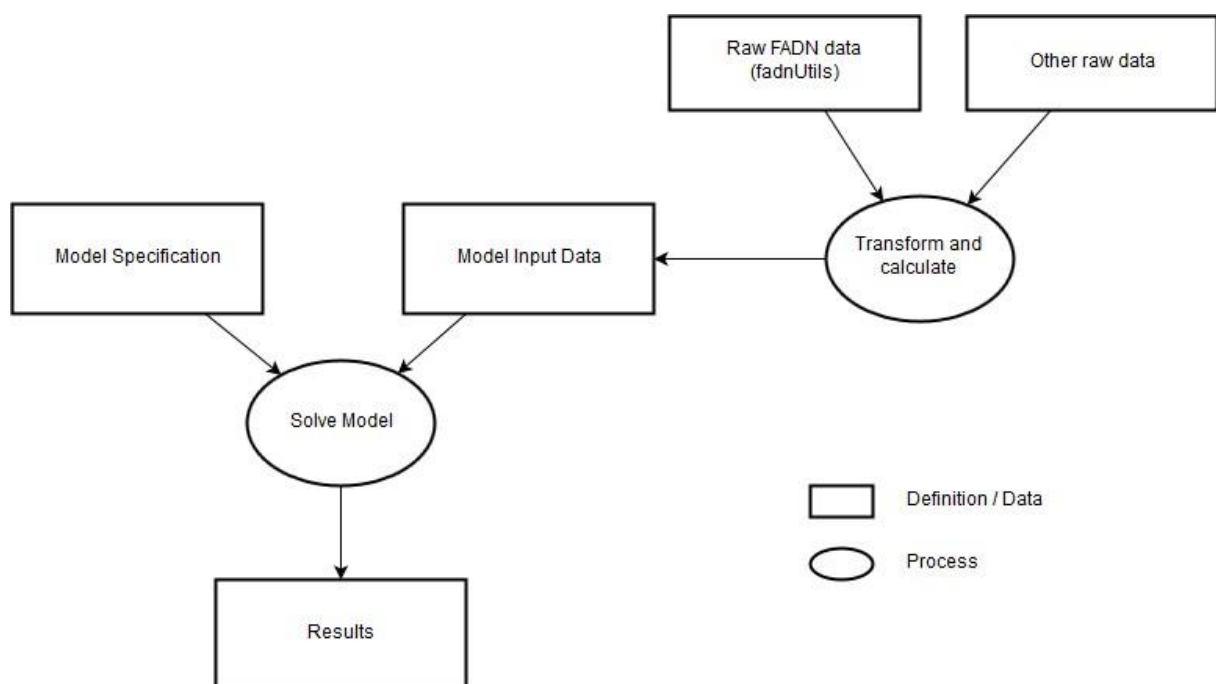 Raw FADN data
(fadnUtils)
Other raw data
Model Specification
Model Input Data
Transform and
calculate
Solve Model
Definition / Data
Process
Results